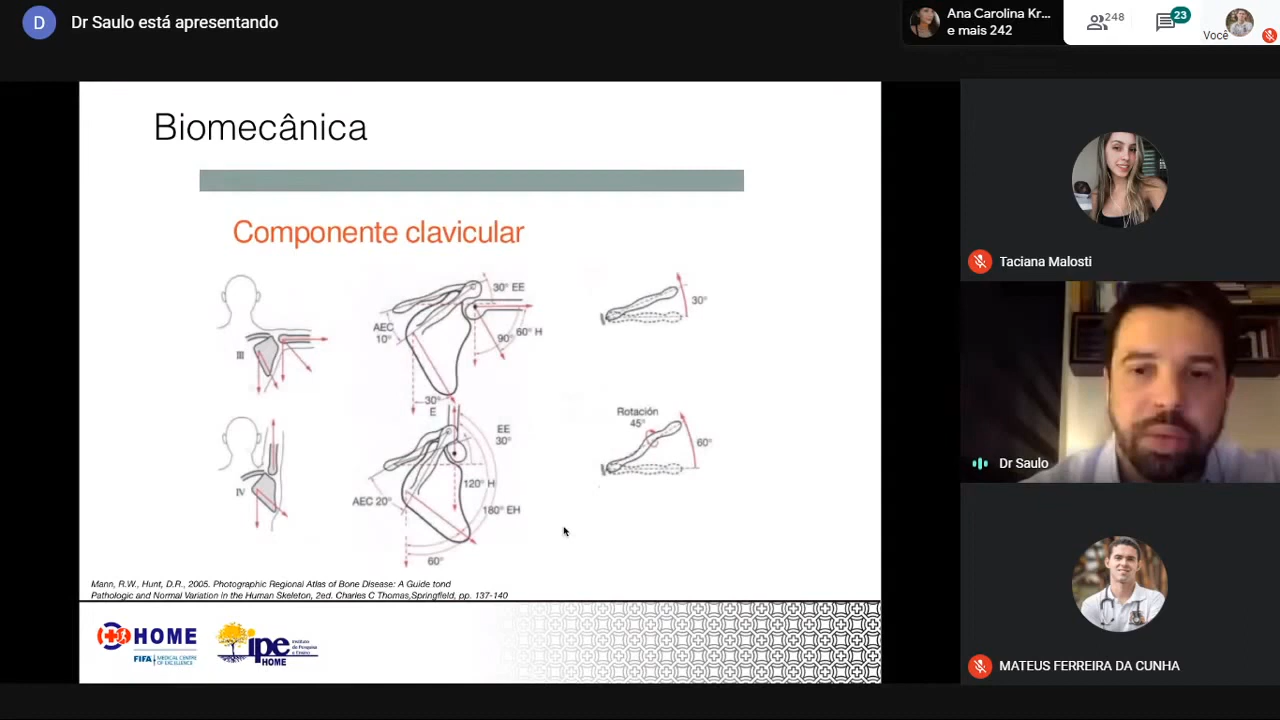 D
Dr Saulo está apresentando
Ana Carolina Kr...
e mais 242
248
23
Você
Biomecânica
Componente clavicular
III
AEC
10°
30° EE
60° H
90°
30°
E
30°
IV
AEC 20°
EE
30°
120° H
180° EH
60°
Rotación
45°
60°
Mann, R.W., Hunt, D.R., 2005. Photographic Regional Atlas of Bone Disease: A Guide tond
Pathologic and Normal Variation in the Human Skeleton, 2ed. Charles C Thomas,Springfield, pp. 137-140
HOME
FIFA MEDICAL CENTRE
OF EXCELLENCE
ipe
Instituto
de Pesquisa
e Ensino
HOME
Taciana Malosti
Dr Saulo
MATEUS FERREIRA DA CUNHA